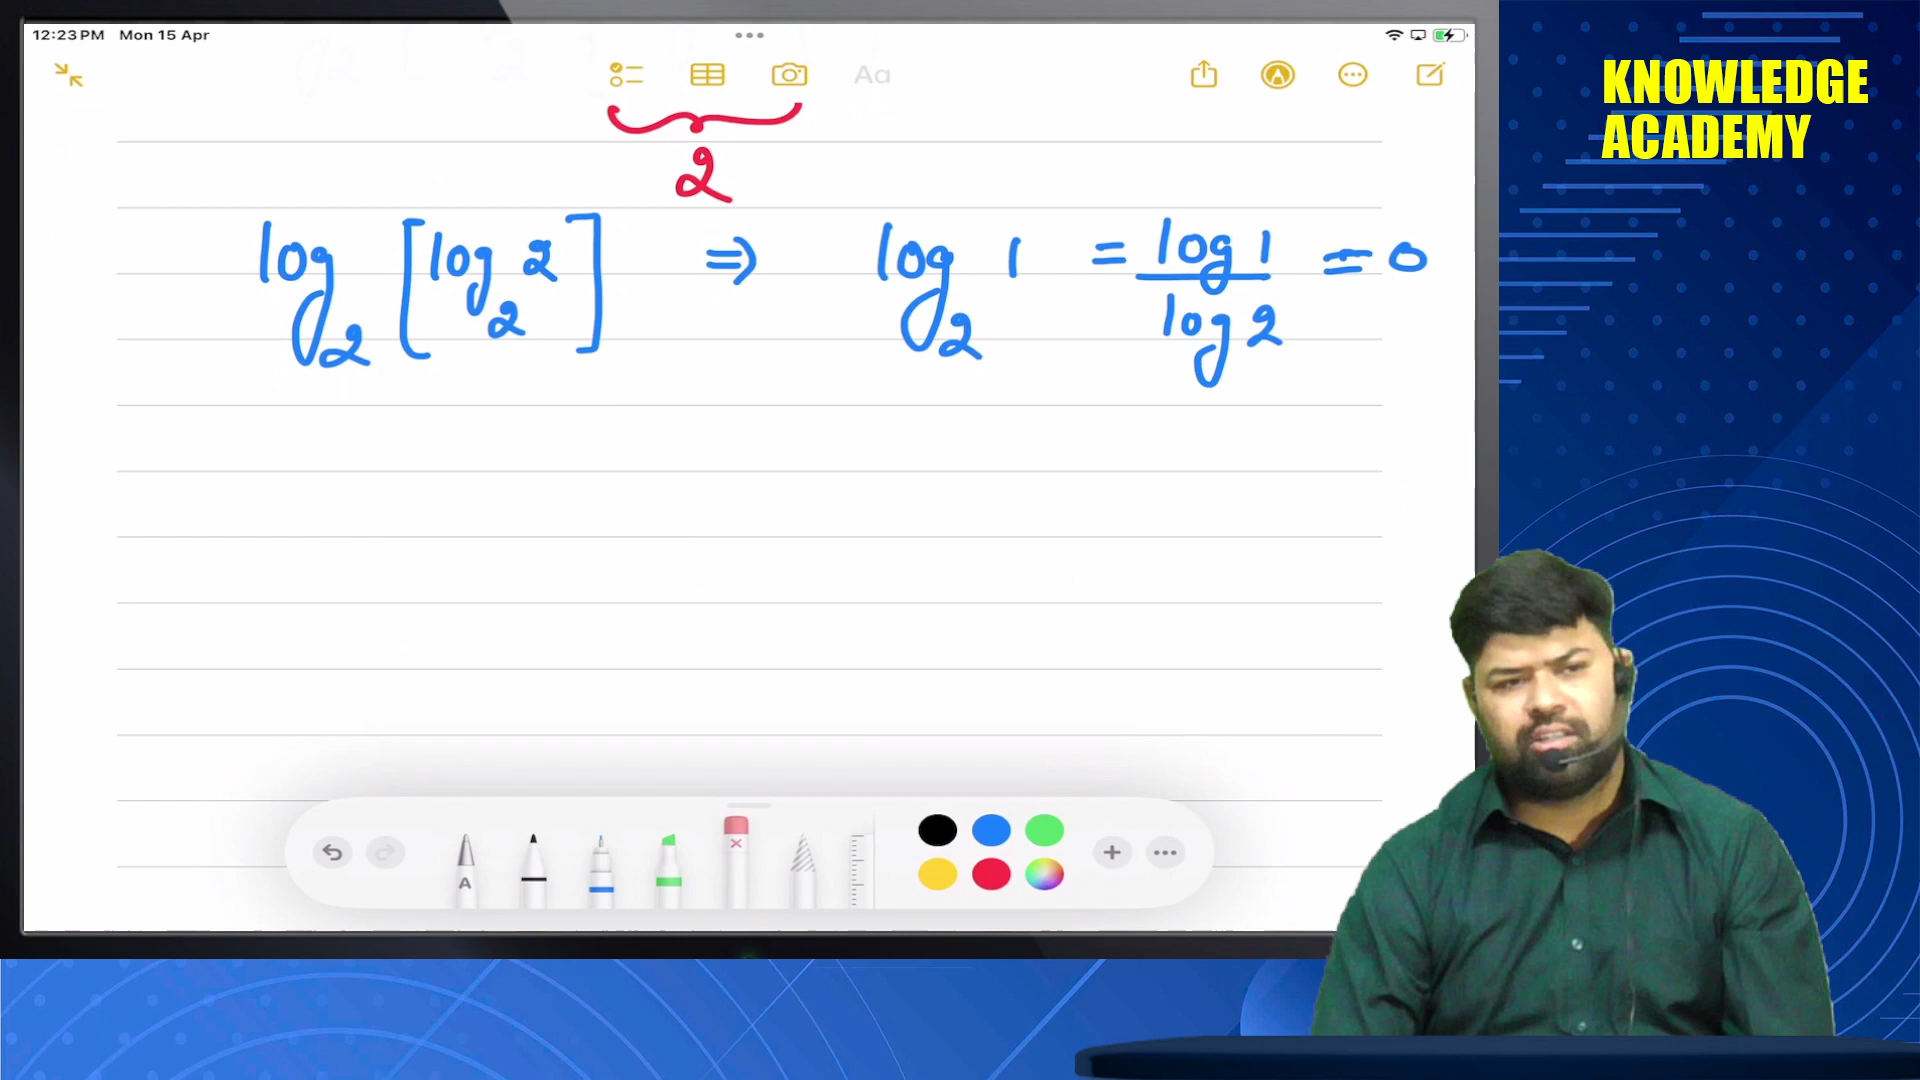 12:23 PM Mon 15 Apr
KNOWLEDGE
ACADEMY
Aa
2
log₂ [log₂ 2] ⇒ log₂ 1 = log 1 / log 2 = 0
A